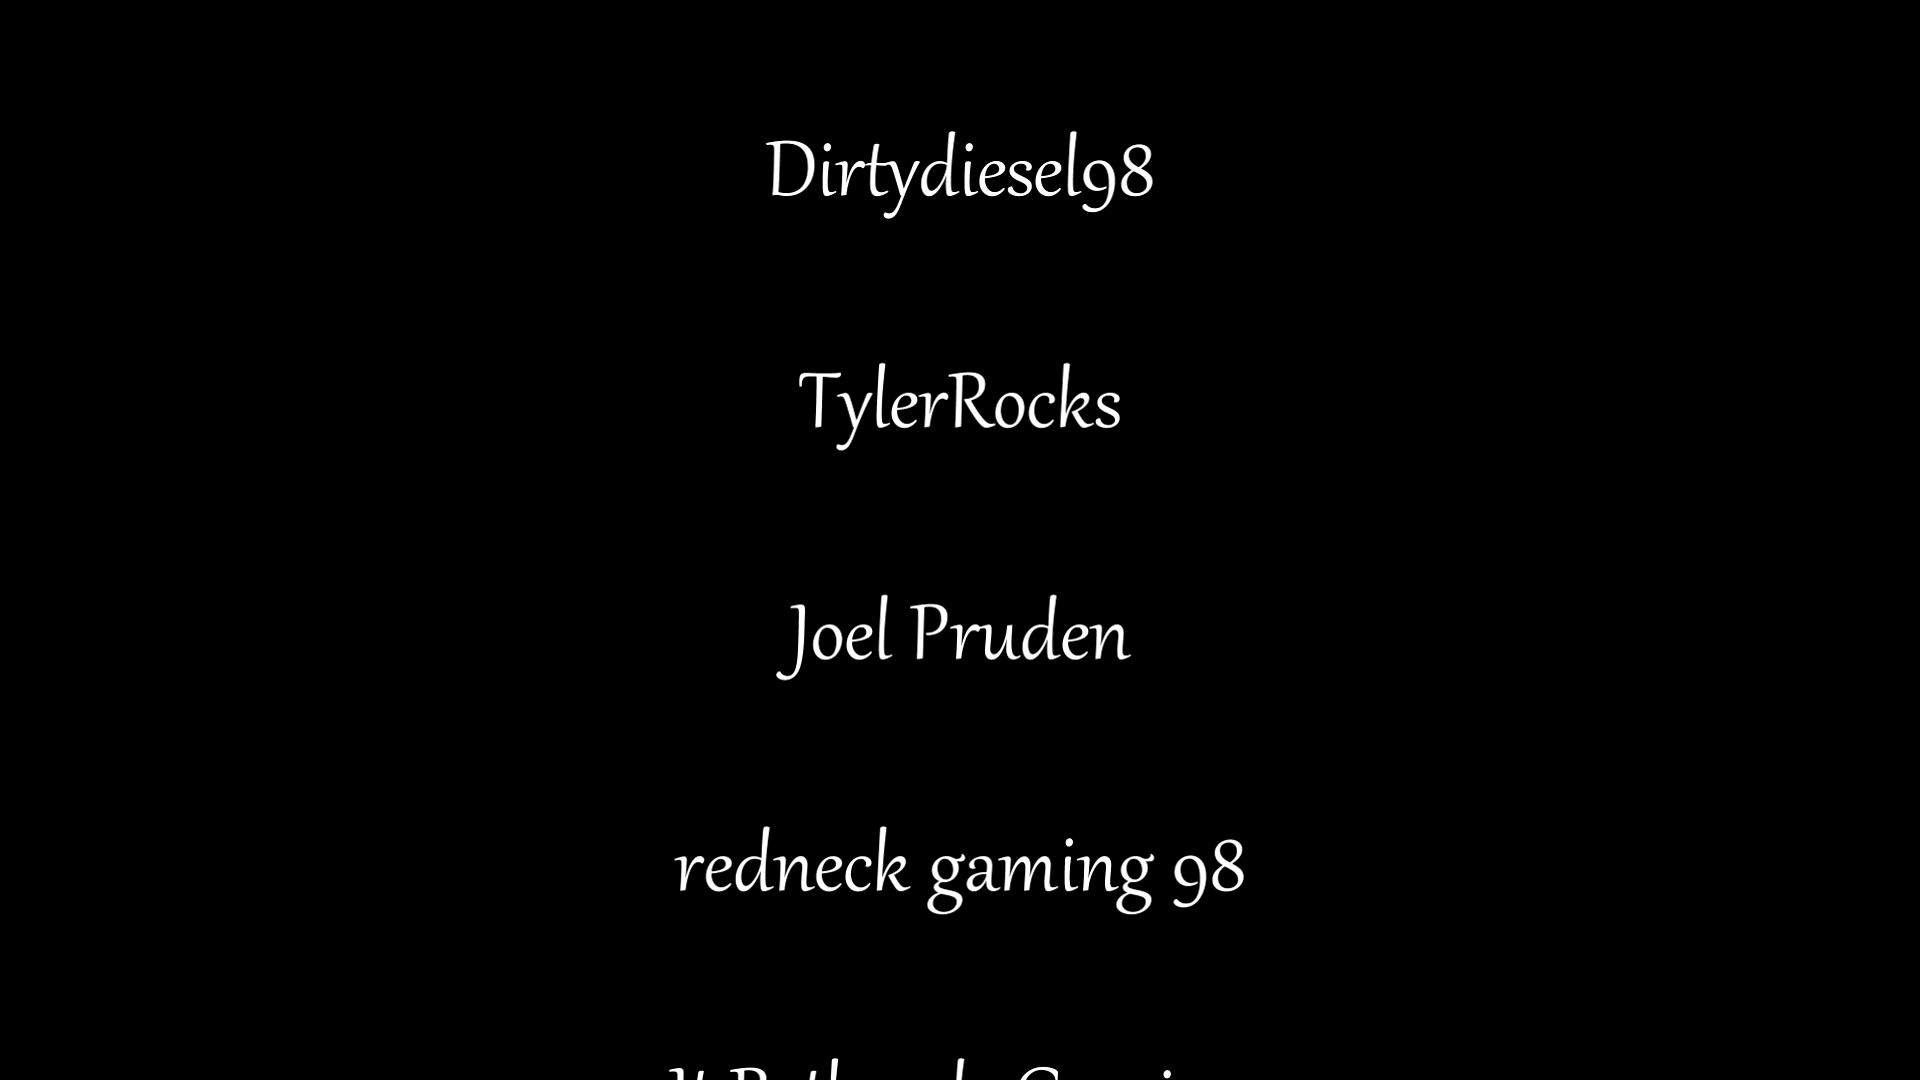 Dirtydiesel98
TylerRocks
Joel Pruden
redneck gaming 98